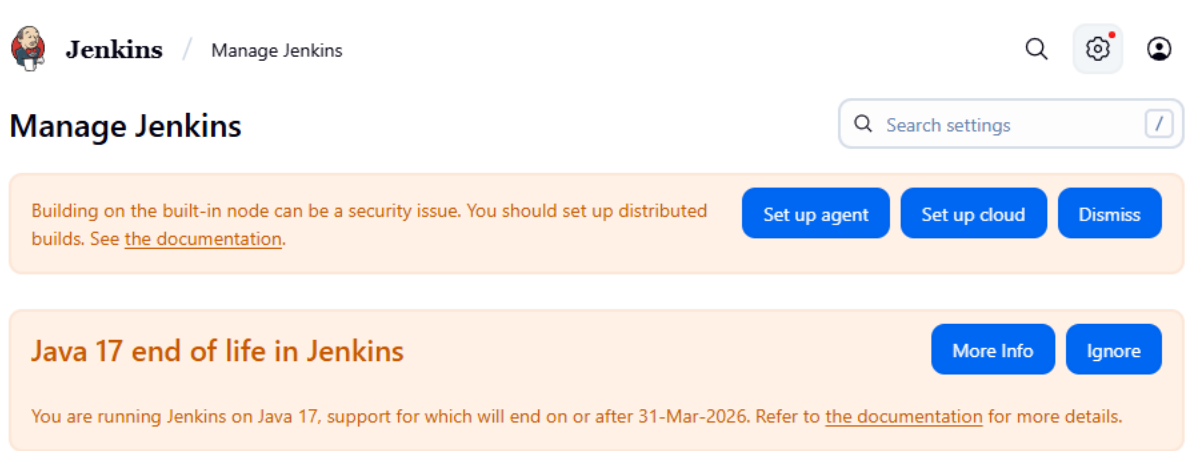 Jenkins / Manage Jenkins
Manage Jenkins
Search settings /
Building on the built-in node can be a security issue. You should set up distributed
builds. See the documentation.
Set up agent
Set up cloud
Dismiss
Java 17 end of life in Jenkins
More Info
Ignore
You are running Jenkins on Java 17, support for which will end on or after 31-Mar-2026. Refer to the documentation for more details.